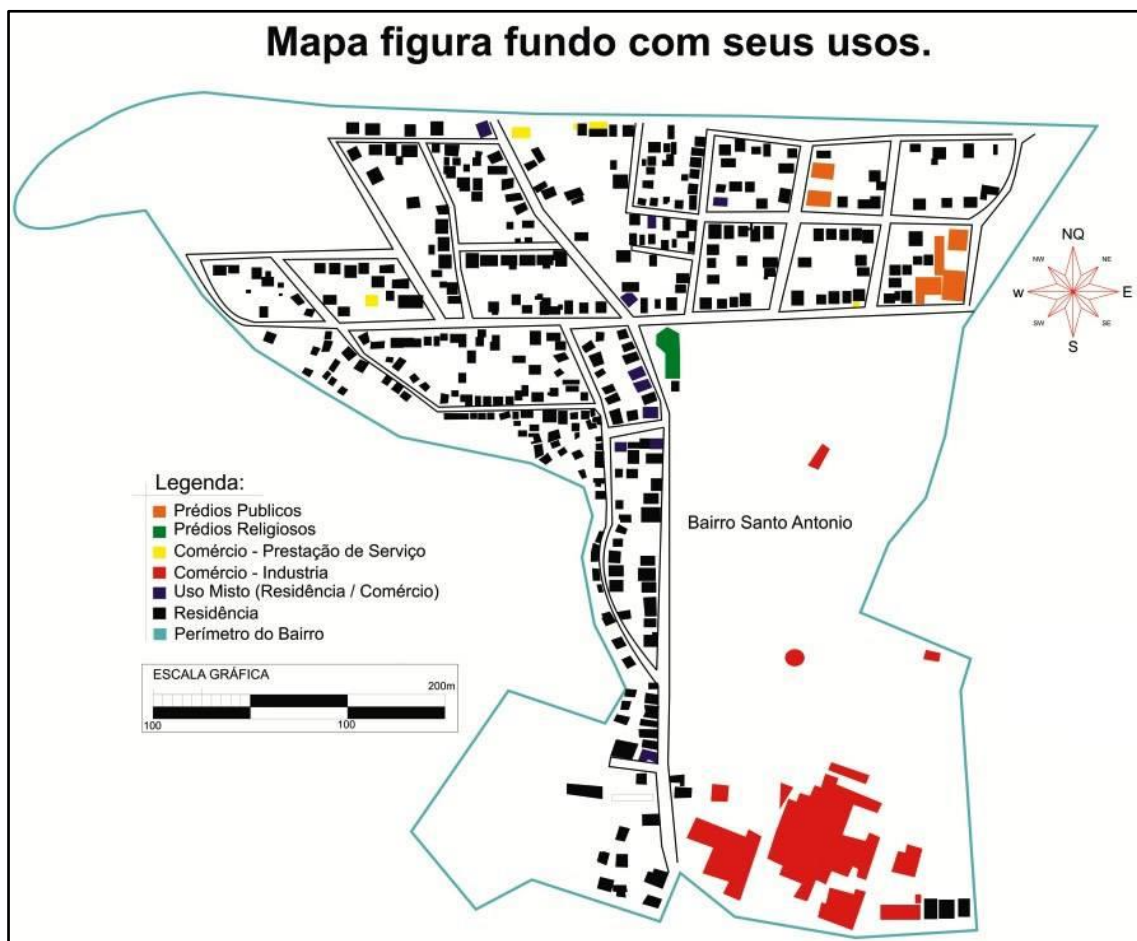 Mapa figura fundo com seus usos.
NQ
NW
NE
W
E
SW
SE
S
Legenda:
Prédios Publicos
Prédios Religiosos
Comércio - Prestação de Serviço
Comércio - Industria
Uso Misto (Residência / Comércio)
Residência
Perímetro do Bairro
Bairro Santo Antonio
ESCALA GRÁFICA
200m
100
100